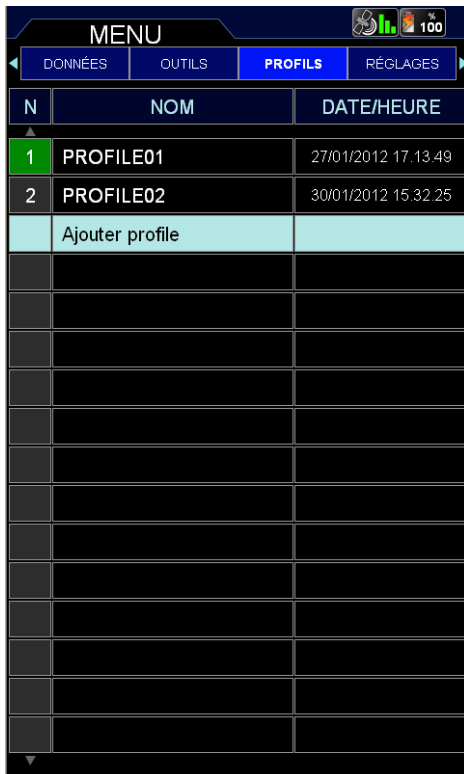 MENU
% 100
DONNÉES OUTILS PROFILS RÉGLAGES
N NOM DATE/HEURE
1 PROFILE01 27/01/2012 17.13.49
2 PROFILE02 30/01/2012 15.32.25
Ajouter profile